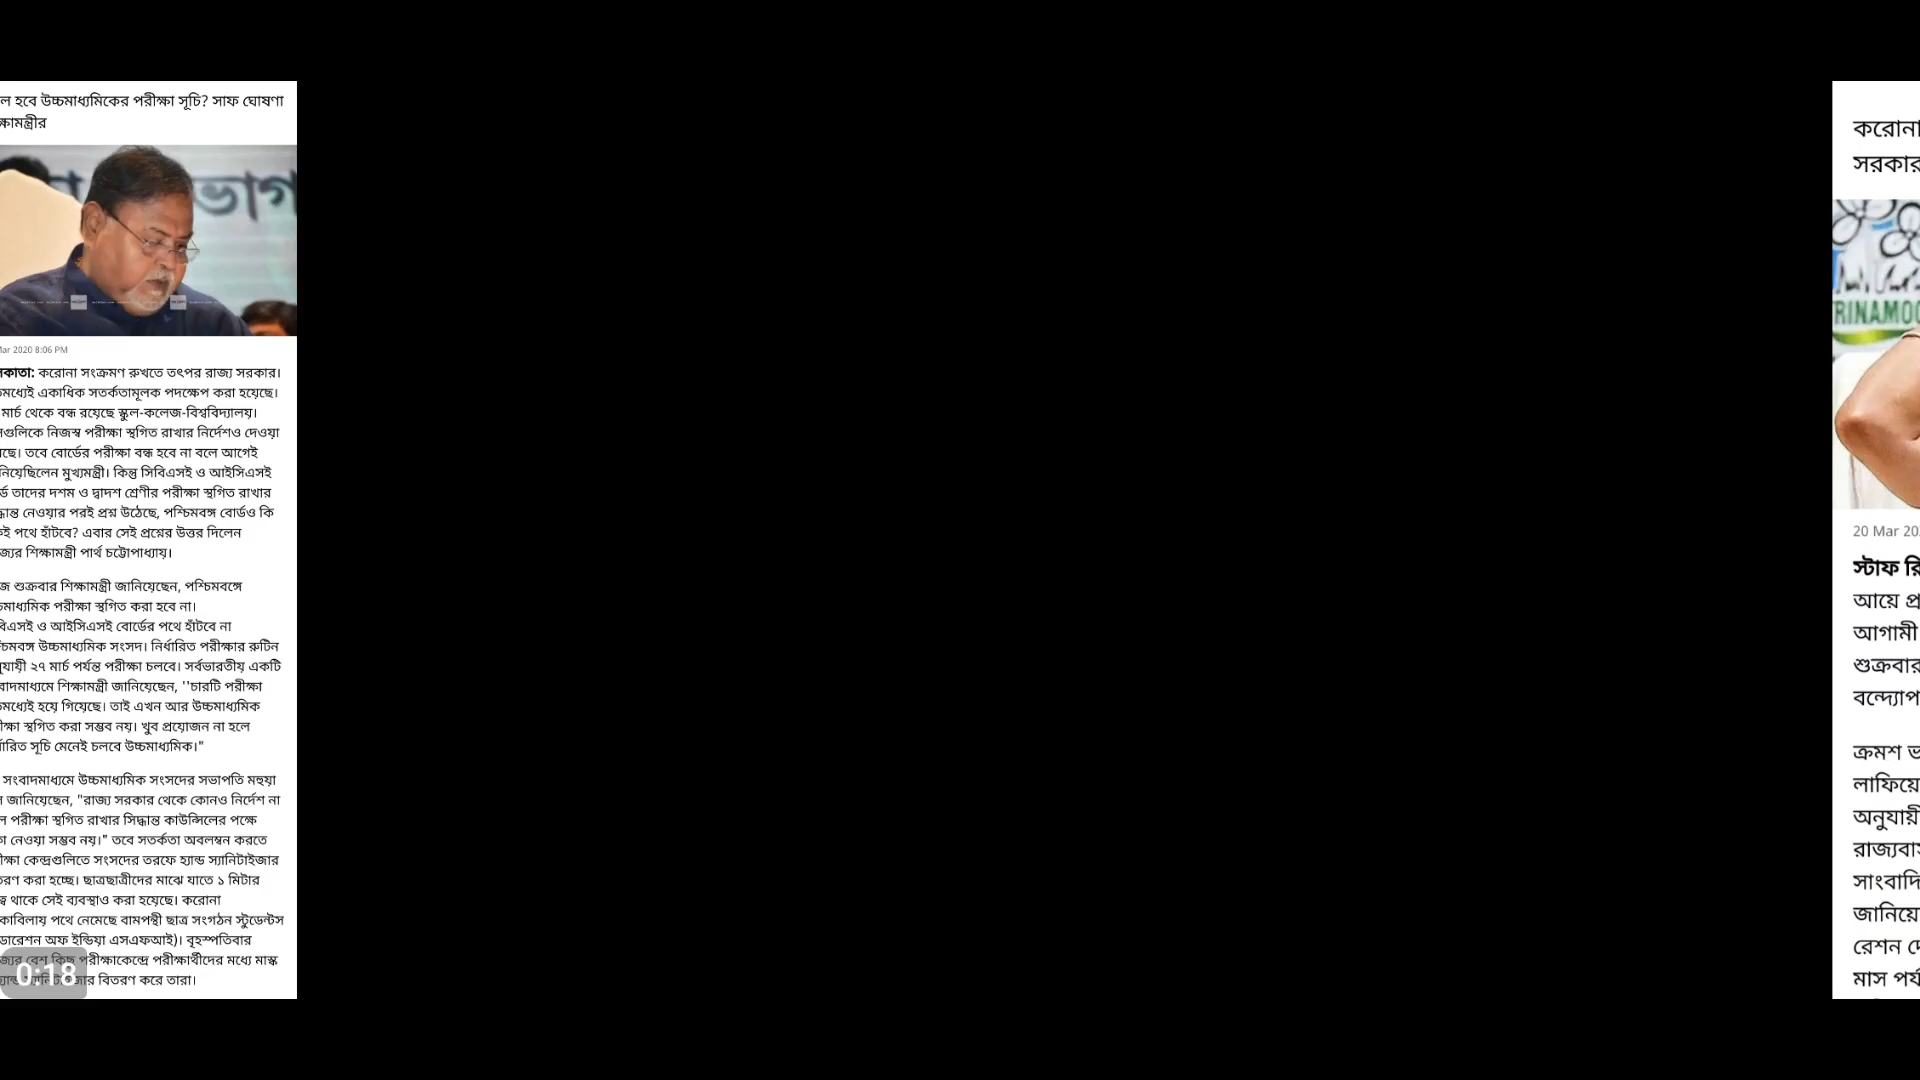 ল হবে উচ্চমাধ্যমিকের পরীক্ষা সূচি? সাফ ঘোষণা
ক্ষামন্ত্রীর
ভাগ
Mar 2020 8:06 PM
কাতা: করোনা সংক্রমণ রুখতে তৎপর রাজ্য সরকার।
মধ্যেই একাধিক সতর্কতামূলক পদক্ষেপ করা হয়েছে।
মার্চ থেকে বন্ধ রয়েছে স্কুল-কলেজ-বিশ্ববিদ্যালয়।
গুলিকে নিজস্ব পরীক্ষা স্থগিত রাখার নির্দেশও দেওয়া
ছে। তবে বোর্ডের পরীক্ষা বন্ধ হবে না বলে আগেই
নিয়েছিলেন মুখ্যমন্ত্রী। কিন্তু সিবিএসই ও আইসিএসই
র্ড তাদের দশম ও দ্বাদশ শ্রেণীর পরীক্ষা স্থগিত রাখার
দ্ধান্ত নেওয়ার পরই প্রশ্ন উঠেছে, পশ্চিমবঙ্গ বোর্ডও কি
ই পথে হাঁটবে? এবার সেই প্রশ্নের উত্তর দিলেন
জ্যের শিক্ষামন্ত্রী পার্থ চট্টোপাধ্যায়।
জ শুক্রবার শিক্ষামন্ত্রী জানিয়েছেন, পশ্চিমবঙ্গে
চমাধ্যমিক পরীক্ষা স্থগিত করা হবে না।
বিএসই ও আইসিএসই বোর্ডের পথে হাঁটবে না
চিমবঙ্গ উচ্চমাধ্যমিক সংসদ। নির্ধারিত পরীক্ষার রুটিন
নুযায়ী ২৭ মার্চ পর্যন্ত পরীক্ষা চলবে। সর্বভারতীয় একটি
বাদমাধ্যমে শিক্ষামন্ত্রী জানিয়েছেন, ''চারটি পরীক্ষা
মধ্যেই হয়ে গিয়েছে। তাই এখন আর উচ্চমাধ্যমিক
ীক্ষা স্থগিত করা সম্ভব নয়। খুব প্রয়োজন না হলে
র্ধারিত সূচি মেনেই চলবে উচ্চমাধ্যমিক।"
সংবাদমাধ্যমে উচ্চমাধ্যমিক সংসদের সভাপতি মহুয়া
স জানিয়েছেন, "রাজ্য সরকার থেকে কোনও নির্দেশ না
ল পরীক্ষা স্থগিত রাখার সিদ্ধান্ত কাউন্সিলের পক্ষে
কা নেওয়া সম্ভব নয়।" তবে সতর্কতা অবলম্বন করতে
ীক্ষা কেন্দ্রগুলিতে সংসদের তরফে হ্যান্ড স্যানিটাইজার
তরণ করা হচ্ছে। ছাত্রছাত্রীদের মাঝে যাতে ১ মিটার
ত্ব থাকে সেই ব্যবস্থাও করা হয়েছে। করোনা
কাবিলায় পথে নেমেছে বামপন্থী ছাত্র সংগঠন স্টুডেন্টস
ডারেশন অফ ইন্ডিয়া এসএফআই)। বৃহস্পতিবার
জ্যের বেশ কিছু পরীক্ষাকেন্দ্রে পরীক্ষার্থীদের মধ্যে মাস্ক
বিতরণ করে তারা।
0:18
করোনা
সরকার
TRINAMOO
20 Mar 20
স্টাফ রি
আয়ে প্র
আগামী
শুক্রবার
বন্দ্যোপ
ক্রমশ ভ
লাফিয়ে
অনুযায়ী
রাজ্যবাস
সাংবাদি
জানিয়ে
রেশন দে
মাস পর্য